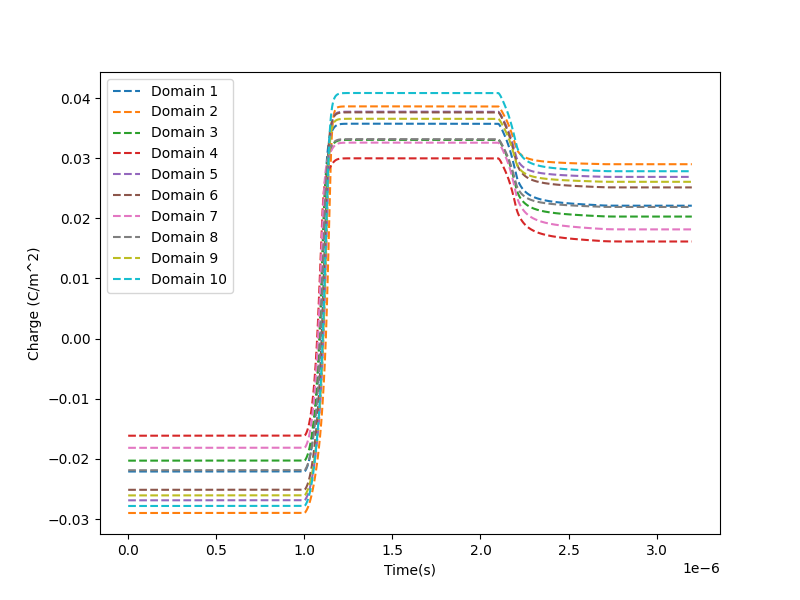 Charge (C/m^2)
0.04
0.03
0.02
0.01
0.00
−0.01
−0.02
−0.03
Domain 1
Domain 2
Domain 3
Domain 4
Domain 5
Domain 6
Domain 7
Domain 8
Domain 9
Domain 10
0.0 0.5 1.0 1.5 2.0 2.5 3.0
Time(s)
1e−6